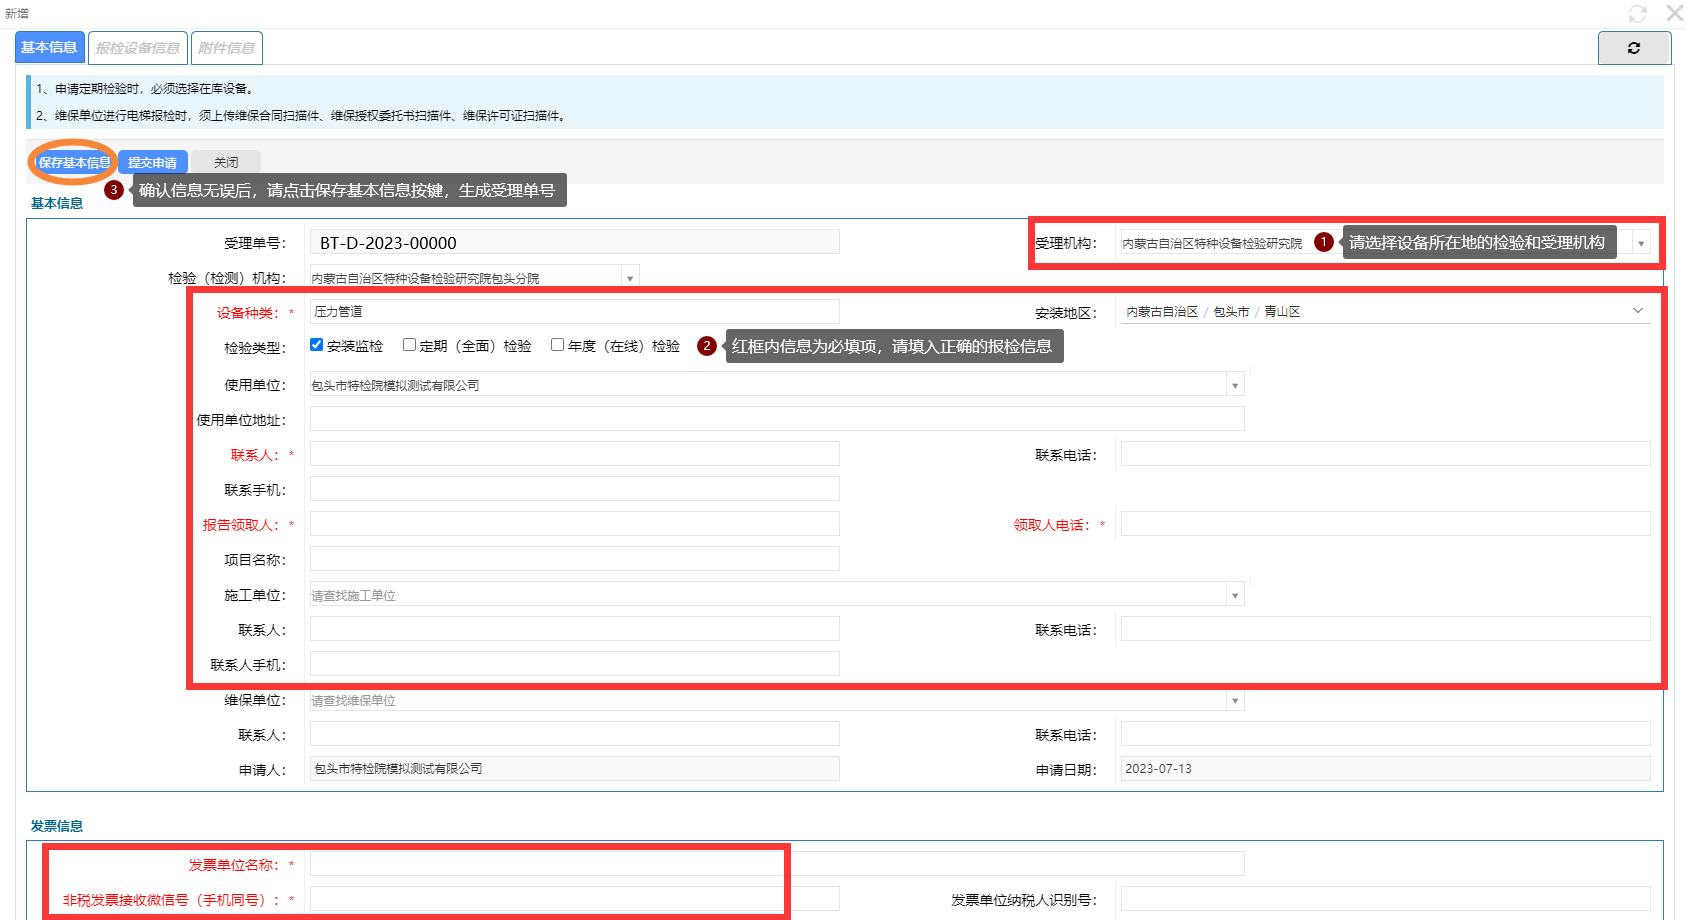 新增
基本信息 报检设备信息 附件信息
1、申请定期检验时，必须选择在库设备。
2、维保单位进行电梯报检时，须上传维保合同扫描件、维保授权委托书扫描件、维保许可证扫描件。
保存基本信息 提交申请 关闭
3 确认信息无误后，请点击保存基本信息按键，生成受理单号
基本信息
受理单号： BT-D-2023-00000 受理机构： 内蒙古自治区特种设备检验研究院 1 请选择设备所在地的检验和受理机构
检验（检测）机构： 内蒙古自治区特种设备检验研究院包头分院
设备种类：* 压力管道 安装地区： 内蒙古自治区 / 包头市 / 青山区
检验类型： 安装监检 定期（全面）检验 年度（在线）检验 2 红框内信息为必填项，请填入正确的报检信息
使用单位： 包头市特检院模拟测试有限公司
使用单位地址：
联系人：* 联系电话：
联系手机：
报告领取人：* 领取人电话：*
项目名称：
施工单位： 请查找施工单位
联系人： 联系电话：
联系人手机：
维保单位： 请查找维保单位
联系人： 联系电话：
申请人： 包头市特检院模拟测试有限公司 申请日期： 2023-07-13
发票信息
发票单位名称：*
非税发票接收微信号（手机同号）：* 发票单位纳税人识别号：